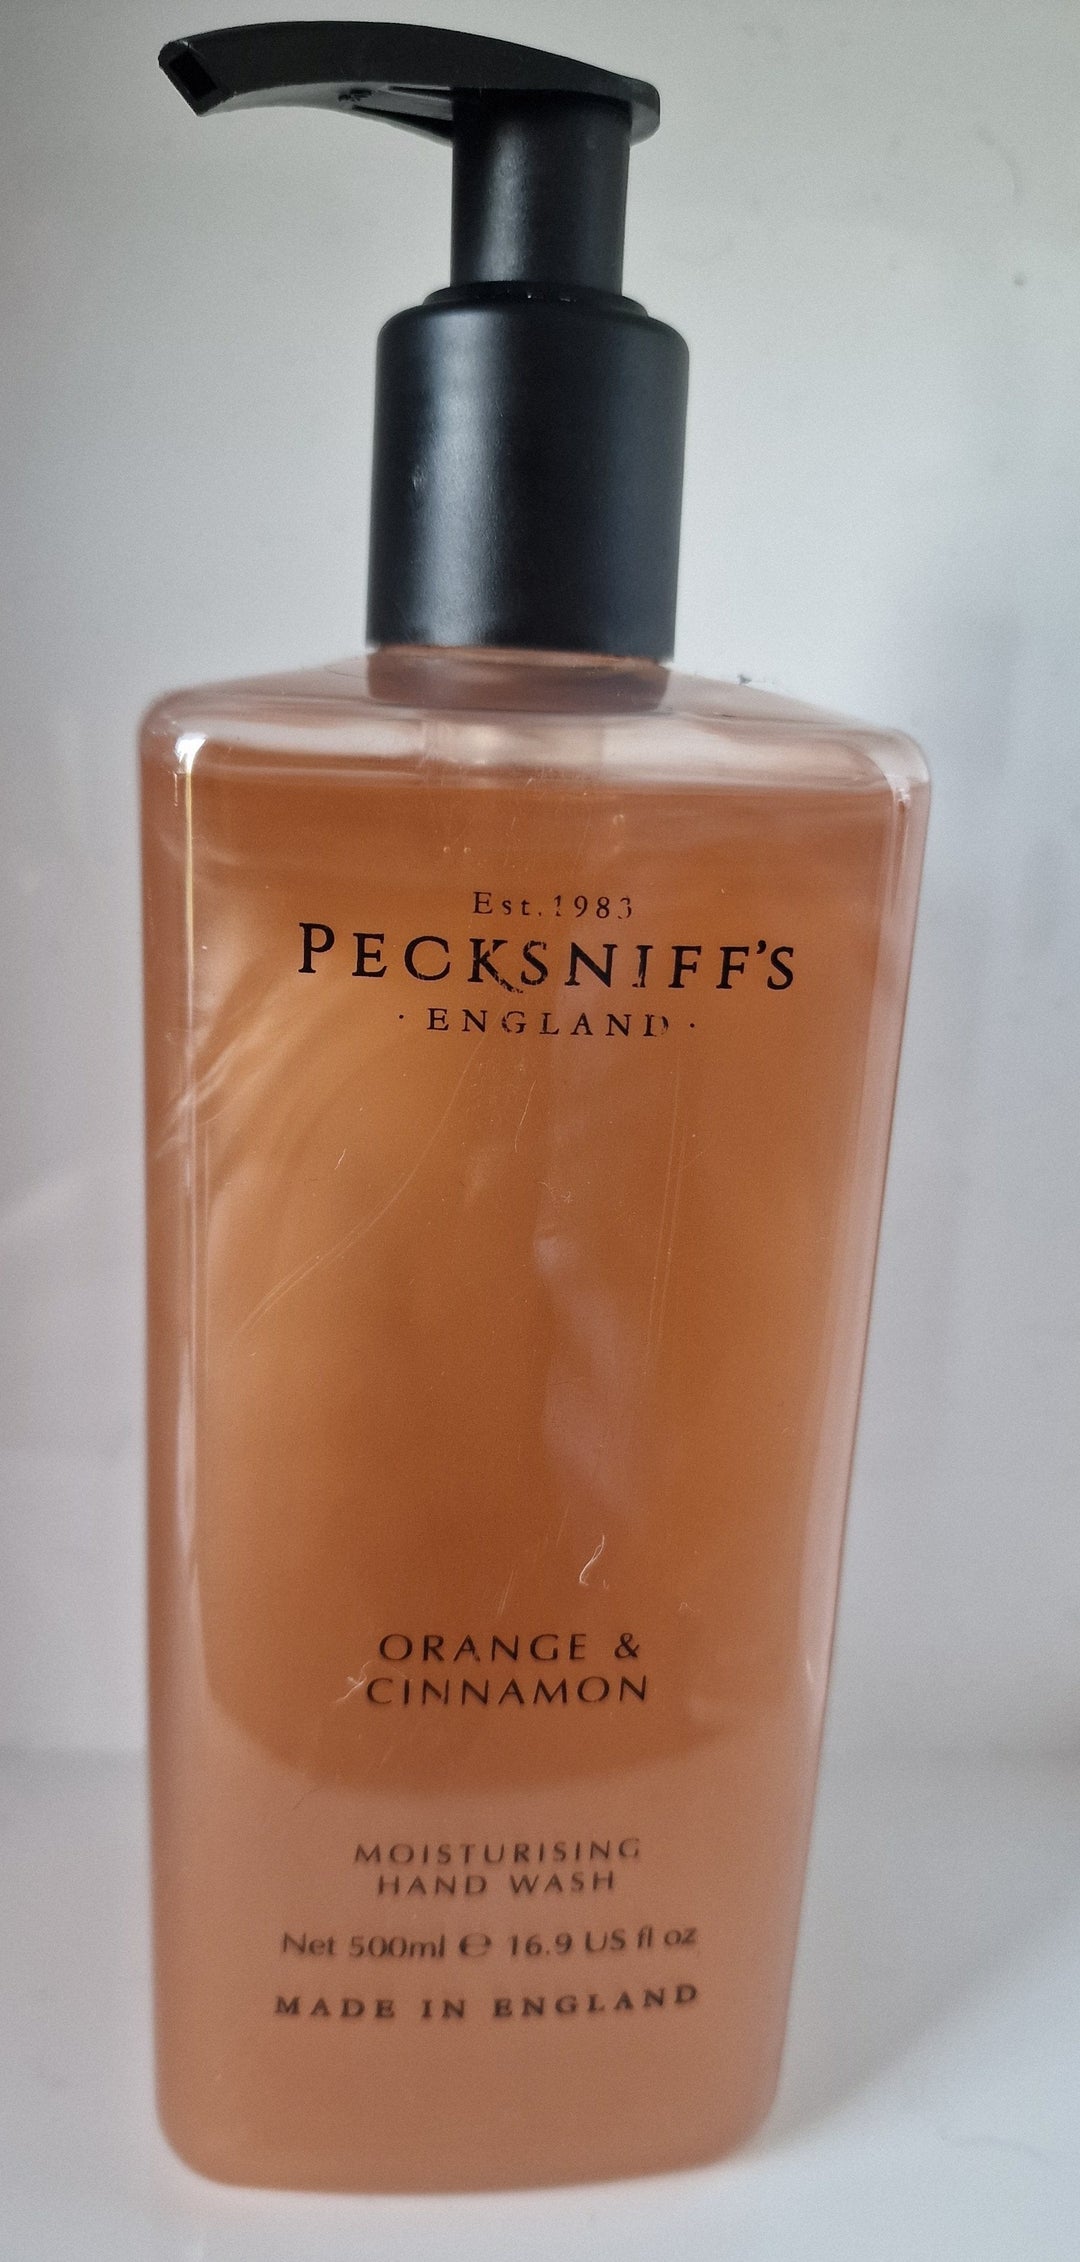 Est.1983
PECKSNIFF'S
· ENGLAND ·
ORANGE &
CINNAMON
MOISTURISING
HAND WASH
Net 500ml ℮ 16.9 US fl oz
MADE IN ENGLAND